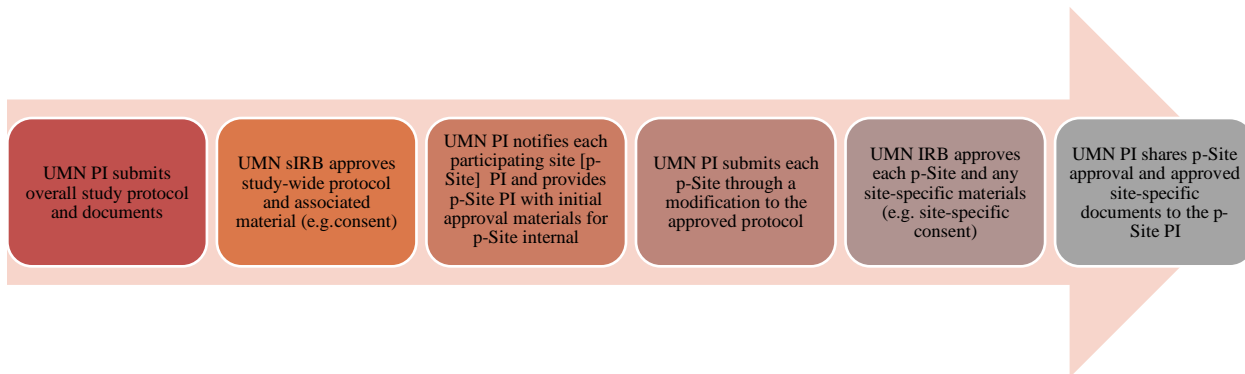 UMN PI submits
overall study protocol
and documents
UMN sIRB approves
study-wide protocol
and associated
material (e.g.consent)
UMN PI notifies each
participating site [p-
Site]  PI and provides
p-Site PI with initial
approval materials for
p-Site internal
UMN PI submits each
p-Site through a
modification to the
approved protocol
UMN IRB approves
each p-Site and any
site-specific materials
(e.g. site-specific
consent)
UMN PI shares p-Site
approval and approved
site-specific
documents to the p-
Site PI